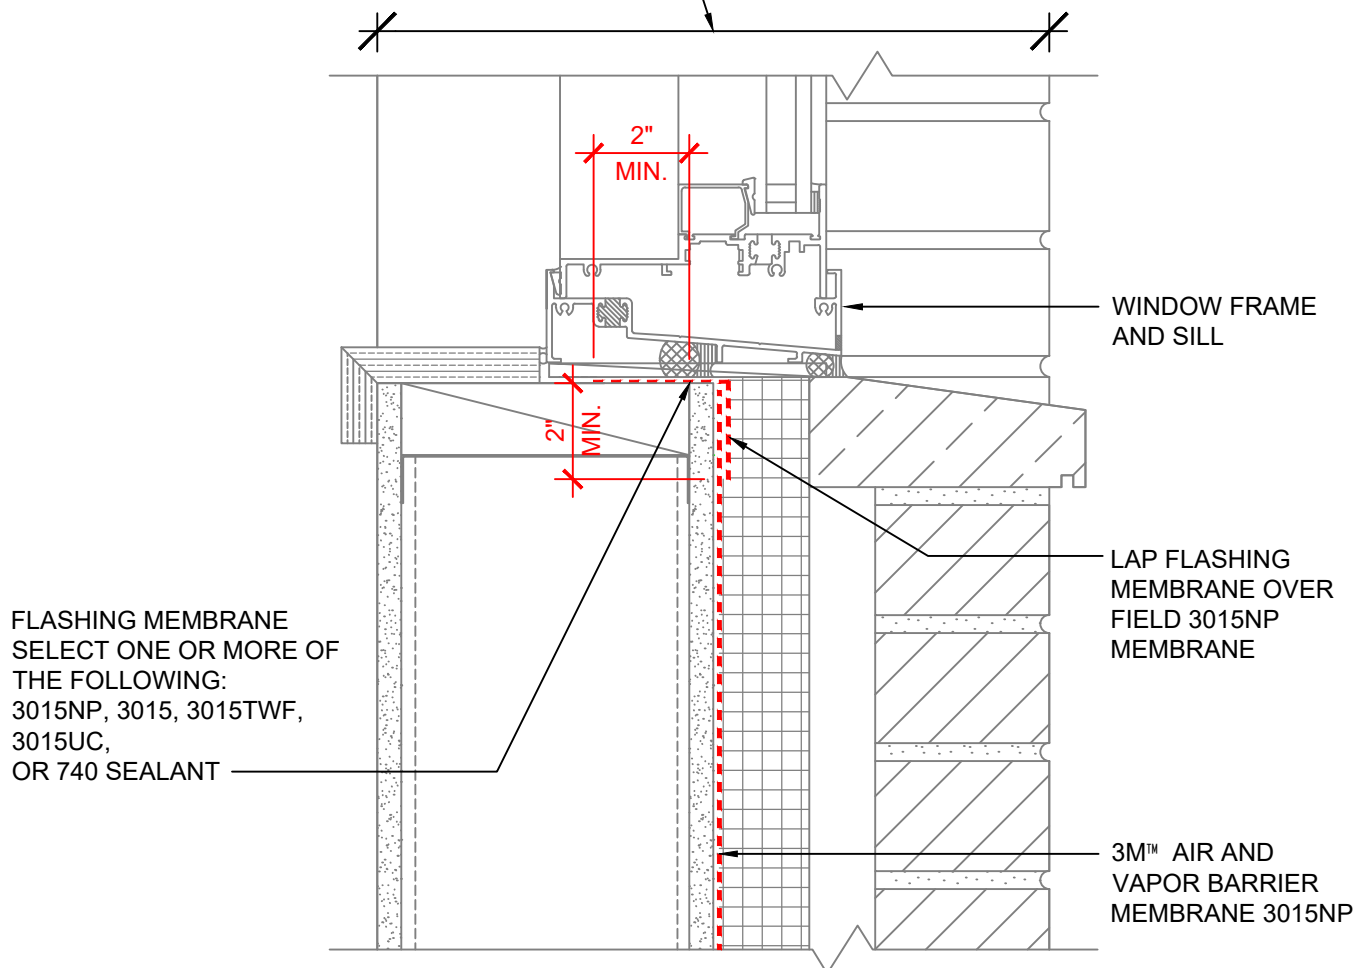 2"
MIN.
WINDOW FRAME
AND SILL
2"
MIN.
LAP FLASHING
MEMBRANE OVER
FIELD 3015NP
MEMBRANE
FLASHING MEMBRANE
SELECT ONE OR MORE OF
THE FOLLOWING:
3015NP, 3015, 3015TWF,
3015UC,
OR 740 SEALANT
3M™ AIR AND
VAPOR BARRIER
MEMBRANE 3015NP